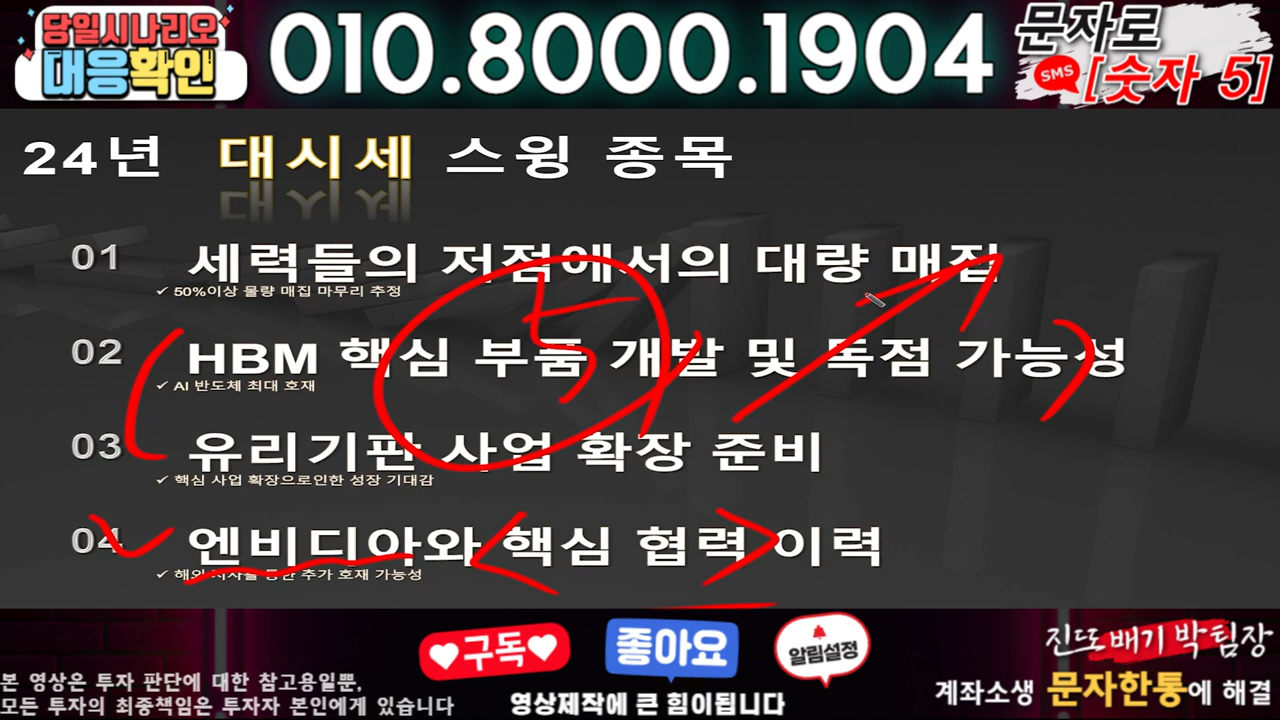 당일시나리오
대응확인
010.8000.1904
문자로
SMS
[숫자 5]
24년 대시세 스윙 종목
01 세력들의 저점에서의 대량 매집
✓ 50%이상 물량 매집 마무리 추정
02 HBM 핵심 부품 개발 및 독점 가능성
✓ AI 반도체 최대 호재
03 유리기판 사업 확장 준비
✓ 핵심 사업 확장으로인한 성장 기대감
04 엔비디아와 핵심 협력 이력
✓ 해외 통한 추가 호재 가능성
5
구독
좋아요
알림설정
영상제작에 큰 힘이됩니다
본 영상은 투자 판단에 대한 참고용일뿐,
모든 투자의 최종책임은 투자자 본인에게 있습니다
진또배기 박팀장
계좌소생 문자한통에 해결